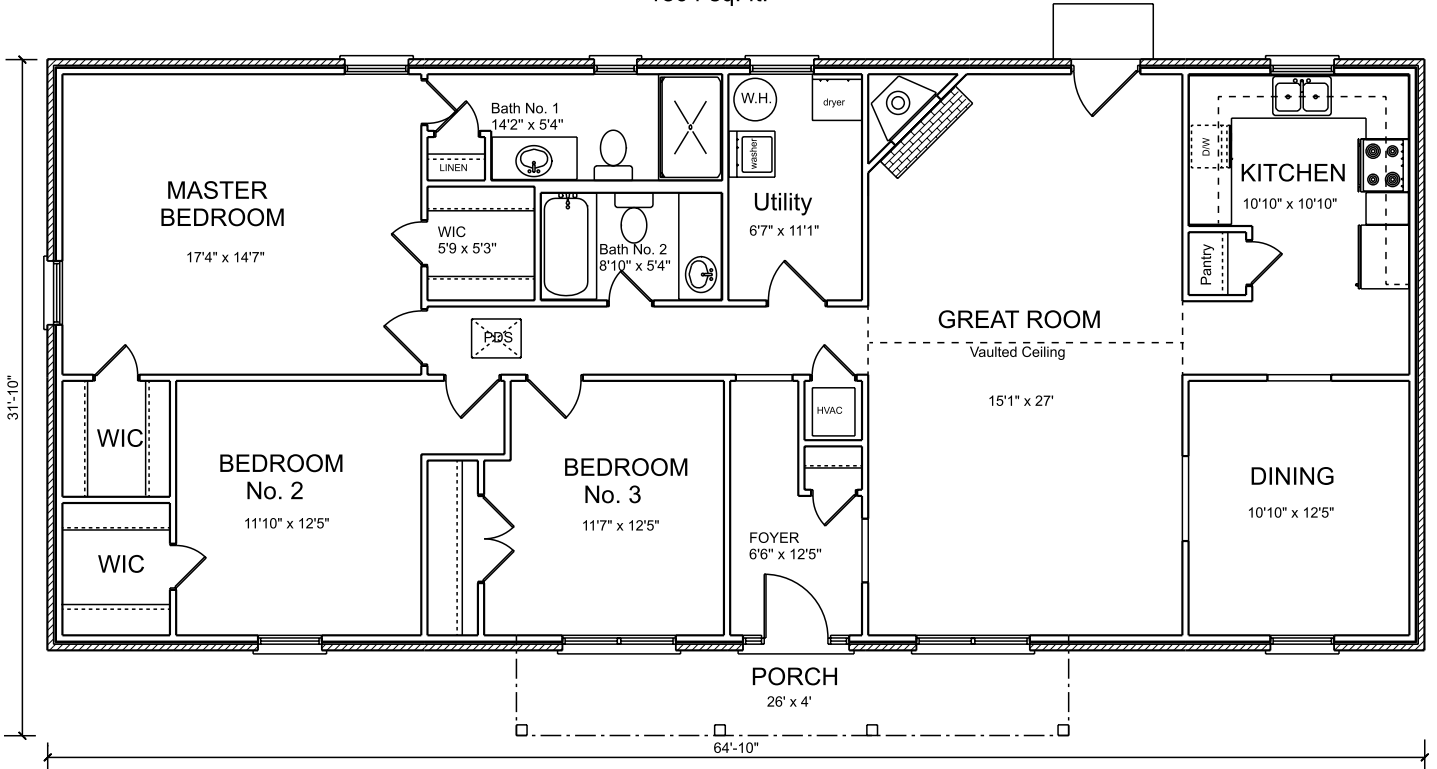 Bath No. 1
14'2" x 5'4"
W.H.
dryer
washer
LINEN
D/W
KITCHEN
10'10" x 10'10"
MASTER
BEDROOM
17'4" x 14'7"
WIC
5'9 x 5'3"
Bath No. 2
8'10" x 5'4"
Utility
6'7" x 11'1"
Pantry
PDS
GREAT ROOM
Vaulted Ceiling
15'1" x 27'
HVAC
31'-10"
WIC
BEDROOM
No. 2
11'10" x 12'5"
BEDROOM
No. 3
11'7" x 12'5"
DINING
10'10" x 12'5"
WIC
FOYER
6'6" x 12'5"
PORCH
26' x 4'
64'-10"